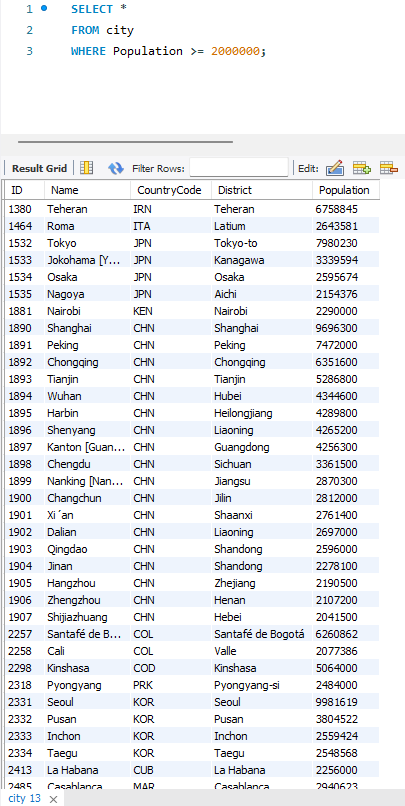 1 SELECT *
2 FROM city
3 WHERE Population >= 2000000;
Result Grid Filter Rows: Edit:
ID Name CountryCode District Population
1380 Teheran IRN Teheran 6758845
1464 Roma ITA Latium 2643581
1532 Tokyo JPN Tokyo-to 7980230
1533 Jokohama [Y... JPN Kanagawa 3339594
1534 Osaka JPN Osaka 2595674
1535 Nagoya JPN Aichi 2154376
1881 Nairobi KEN Nairobi 2290000
1890 Shanghai CHN Shanghai 9696300
1891 Peking CHN Peking 7472000
1892 Chongqing CHN Chongqing 6351600
1893 Tianjin CHN Tianjin 5286800
1894 Wuhan CHN Hubei 4344600
1895 Harbin CHN Heilongjiang 4289800
1896 Shenyang CHN Liaoning 4265200
1897 Kanton [Guan... CHN Guangdong 4256300
1898 Chengdu CHN Sichuan 3361500
1899 Nanking [Nan... CHN Jiangsu 2870300
1900 Changchun CHN Jilin 2812000
1901 Xi´an CHN Shaanxi 2761400
1902 Dalian CHN Liaoning 2697000
1903 Qingdao CHN Shandong 2596000
1904 Jinan CHN Shandong 2278100
1905 Hangzhou CHN Zhejiang 2190500
1906 Zhengzhou CHN Henan 2107200
1907 Shijiazhuang CHN Hebei 2041500
2257 Santafé de B... COL Santafé de Bogotá 6260862
2258 Cali COL Valle 2077386
2298 Kinshasa COD Kinshasa 5064000
2318 Pyongyang PRK Pyongyang-si 2484000
2331 Seoul KOR Seoul 9981619
2332 Pusan KOR Pusan 3804522
2333 Inchon KOR Inchon 2559424
2334 Taegu KOR Taegu 2548568
2413 La Habana CUB La Habana 2256000
2485 Casablanca MAR Casablanca 2940623
city 13